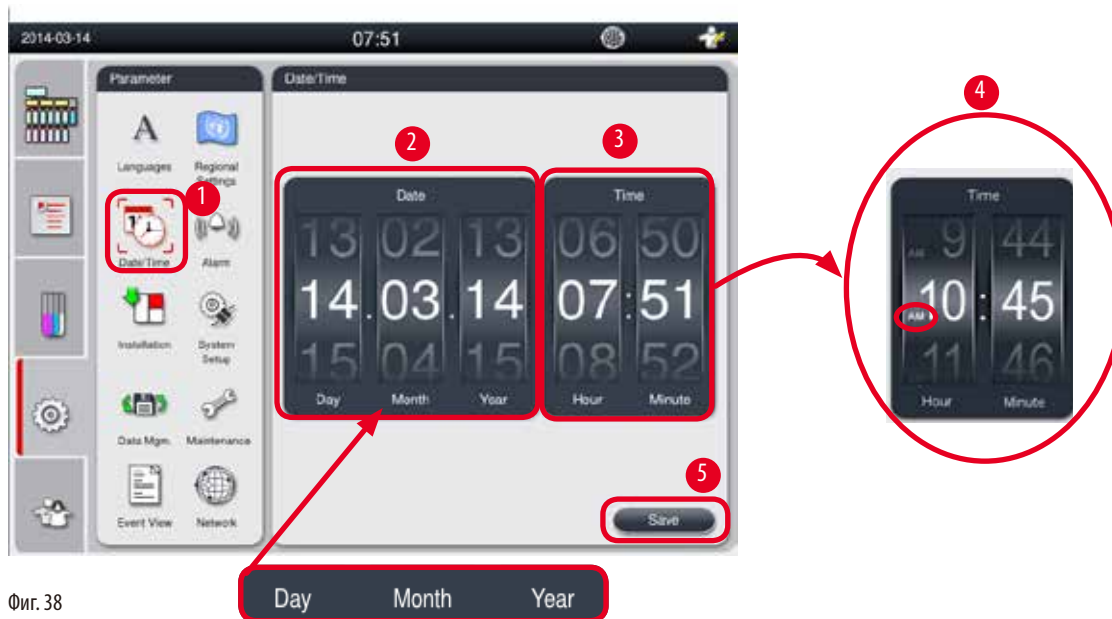 2014-03-14 07:51
Parameter
Date/Time
4
2
3
A
Languages
Regional
Settings
1
Date/Time
Alarm
Installation
System
Setup
Data Mgm.
Maintenance
Event View
Network
Date
13 02 13
14.03.14
15 04 15
Day Month Year
Time
06 50
07:51
08 52
Hour Minute
Time
AM 9 44
AM 10:45
11 46
Hour Minute
5
Save
Day Month Year
Фиг. 38